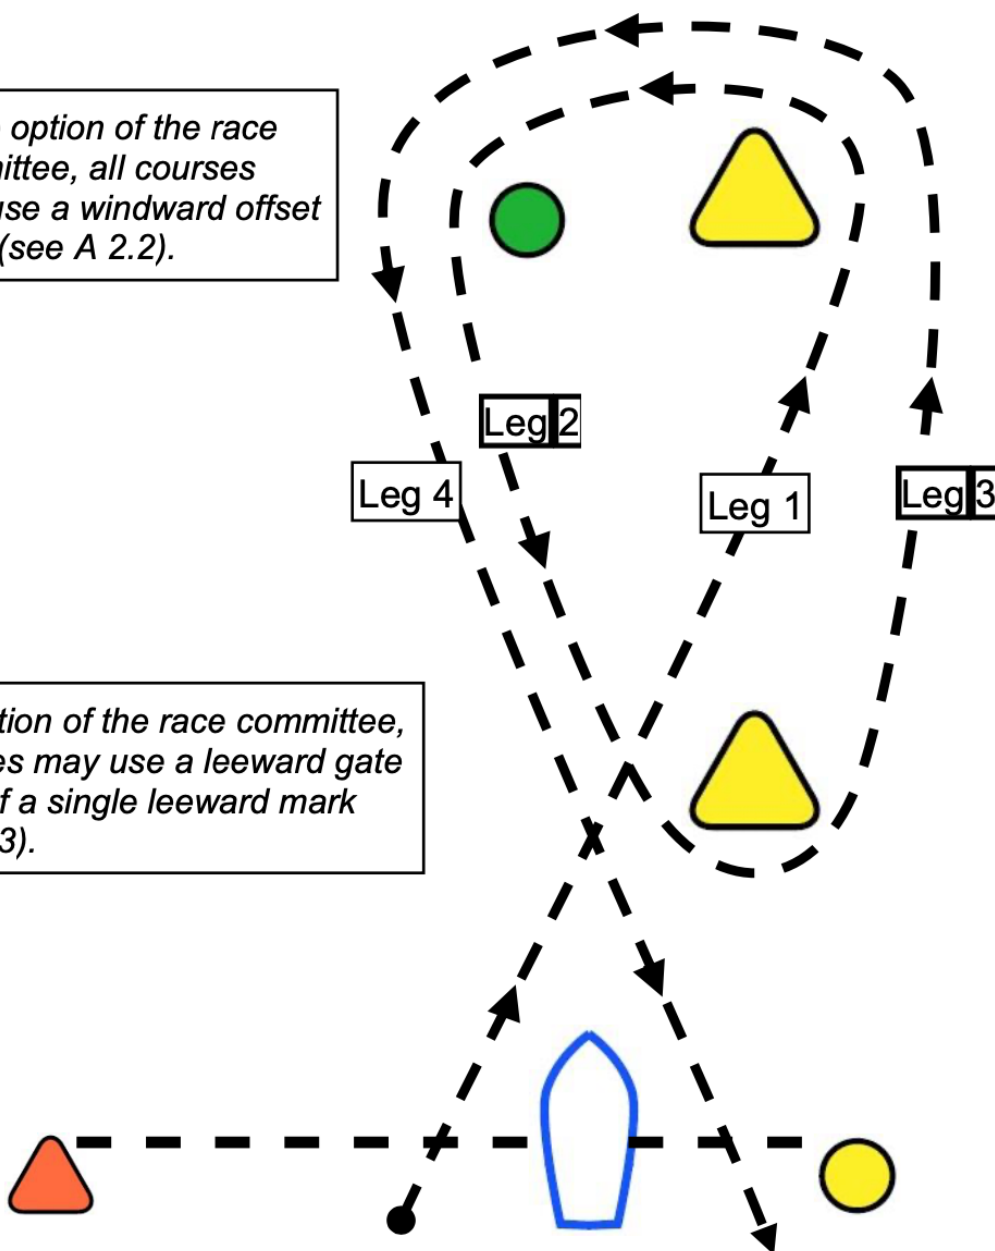 option of the race
ittee, all courses
use a windward offset
(see A 2.2).
Leg 2
Leg 4
Leg 1
Leg 3
tion of the race committee,
es may use a leeward gate
f a single leeward mark
3).